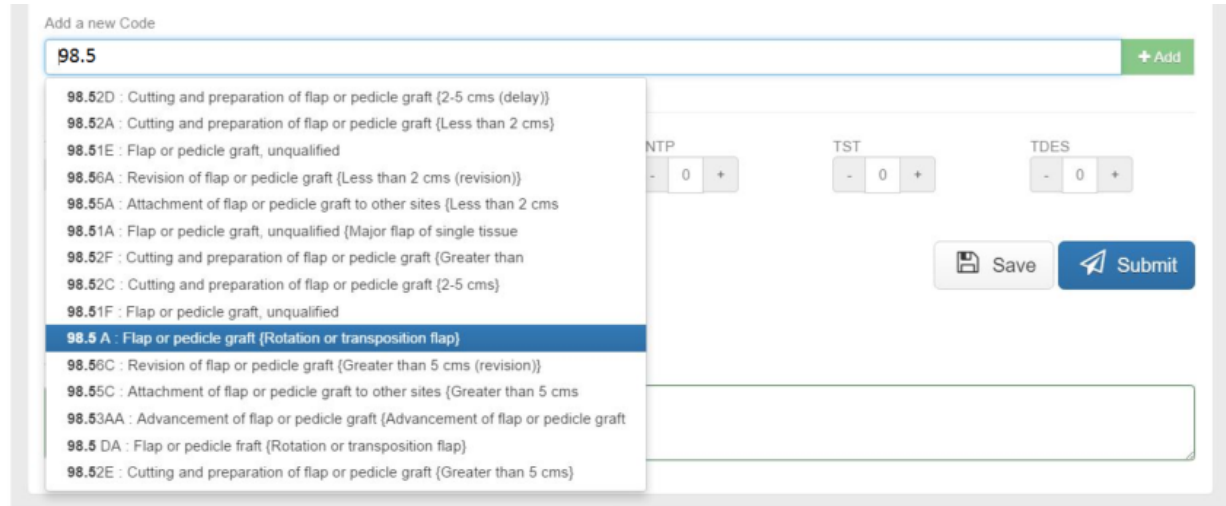 Add a new Code
98.5
+ Add
98.52D : Cutting and preparation of flap or pedicle graft {2-5 cms (delay)}
98.52A : Cutting and preparation of flap or pedicle graft {Less than 2 cms}
98.51E : Flap or pedicle graft, unqualified
NTP
TST
TDES
98.56A : Revision of flap or pedicle graft {Less than 2 cms (revision)}
- 0 +
- 0 +
- 0 +
98.55A : Attachment of flap or pedicle graft to other sites {Less than 2 cms
98.51A : Flap or pedicle graft, unqualified {Major flap of single tissue
98.52F : Cutting and preparation of flap or pedicle graft {Greater than
Save
Submit
98.52C : Cutting and preparation of flap or pedicle graft {2-5 cms}
98.51F : Flap or pedicle graft, unqualified
98.5 A : Flap or pedicle graft {Rotation or transposition flap}
98.56C : Revision of flap or pedicle graft {Greater than 5 cms (revision)}
98.55C : Attachment of flap or pedicle graft to other sites {Greater than 5 cms
98.53AA : Advancement of flap or pedicle graft {Advancement of flap or pedicle graft
98.5 DA : Flap or pedicle fraft {Rotation or transposition flap}
98.52E : Cutting and preparation of flap or pedicle graft {Greater than 5 cms}